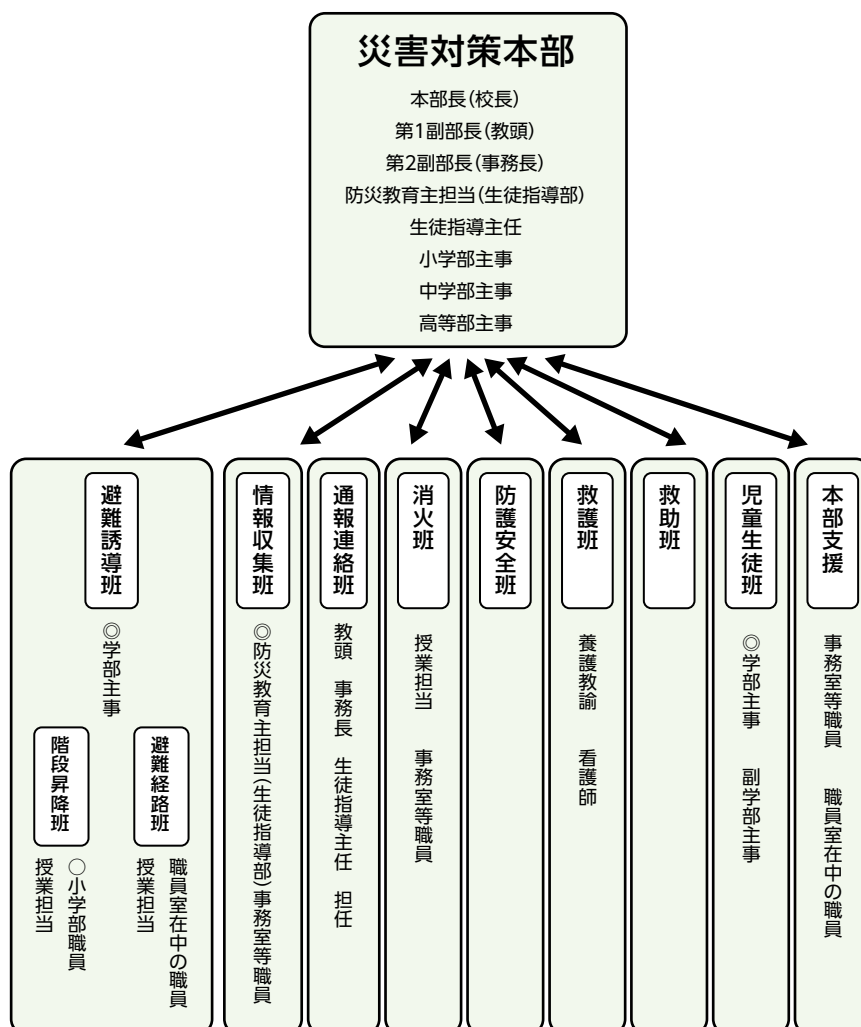 災害対策本部
本部長(校長)
第1副部長(教頭)
第2副部長(事務長)
防災教育主担当(生徒指導部)
生徒指導主任
小学部主事
中学部主事
高等部主事
避難誘導班
◎学部主事
階段昇降班
○小学部職員
授業担当
避難経路班
職員室在中の職員
授業担当
情報収集班
◎防災教育主担当(生徒指導部)事務室等職員
通報連絡班
教頭 事務長 生徒指導主任 担任
消火班
授業担当 事務室等職員
防護安全班
救護班
養護教諭 看護師
救助班
児童生徒班
◎学部主事 副学部主事
本部支援
事務室等職員 職員室在中の職員